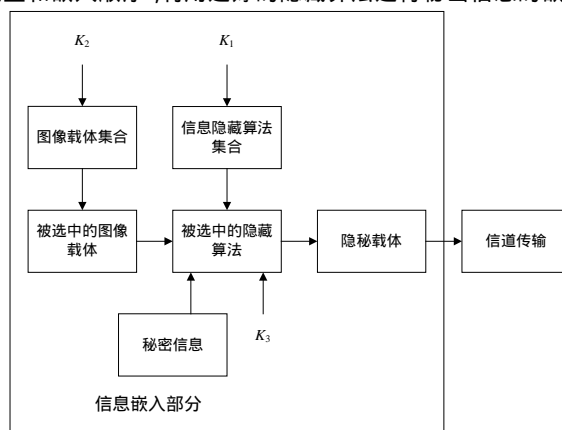 K2 K1
图像载体集合
信息隐藏算法
集合
被选中的图像
载体
被选中的隐藏
算法
隐秘载体
信道传输
秘密信息
K3
信息嵌入部分